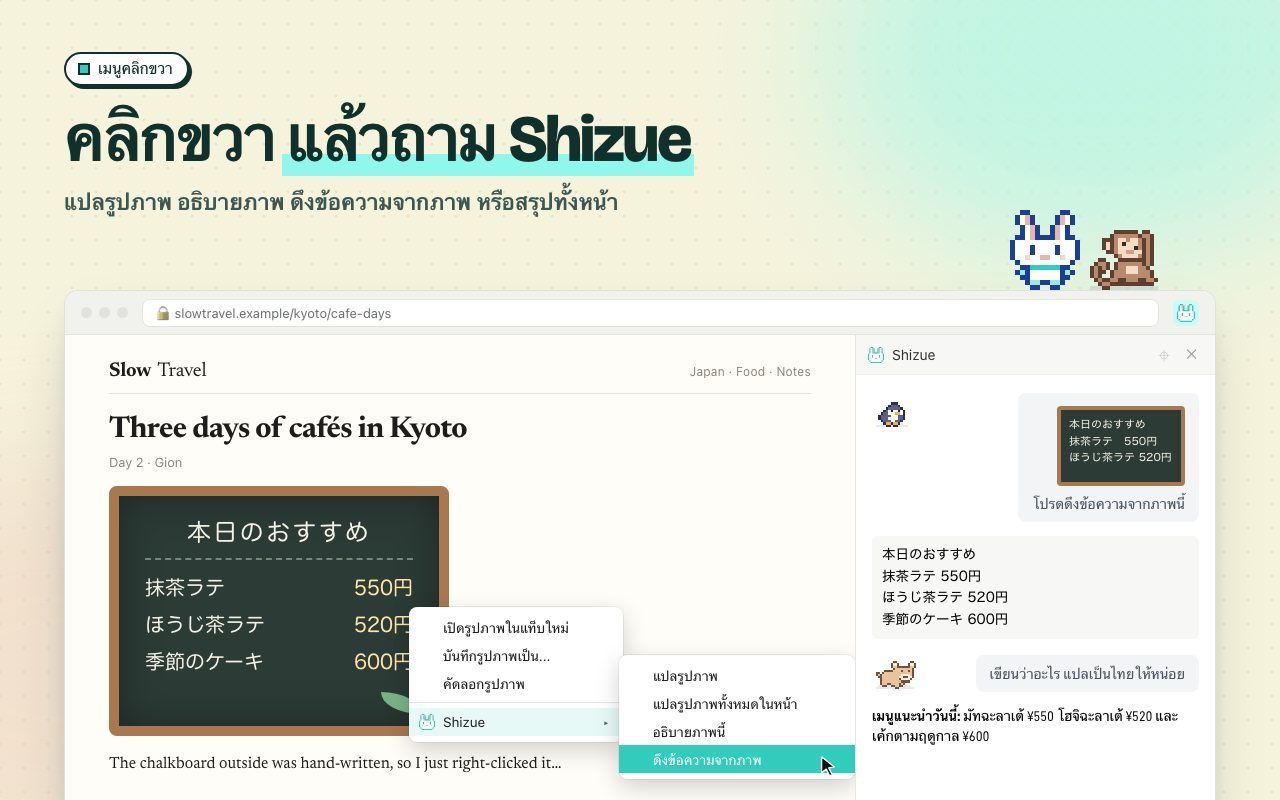 เมนูคลิกขวา
คลิกขวา แล้วถาม Shizue
แปลรูปภาพ อธิบายภาพ ดึงข้อความจากภาพ หรือสรุปทั้งหน้า
slowtravel.example/kyoto/cafe-days
Slow Travel
Japan · Food · Notes
Three days of cafés in Kyoto
Day 2 · Gion
本日のおすすめ
抹茶ラテ 550円
ほうじ茶ラテ 520円
季節のケーキ 600円
The chalkboard outside was hand-written, so I just right-clicked it…
เปิดรูปภาพในแท็บใหม่
บันทึกรูปภาพเป็น…
คัดลอกรูปภาพ
Shizue
แปลรูปภาพ
แปลรูปภาพทั้งหมดในหน้า
อธิบายภาพนี้
ดึงข้อความจากภาพ
Shizue
本日のおすすめ
抹茶ラテ 550円
ほうじ茶ラテ 520円
โปรดดึงข้อความจากภาพนี้
本日のおすすめ
抹茶ラテ 550円
ほうじ茶ラテ 520円
季節のケーキ 600円
เขียนว่าอะไร แปลเป็นไทยให้หน่อย
เมนูแนะนำวันนี้: มัทฉะลาเต้ ¥550 โฮจิฉะลาเต้ ¥520 และ
เค้กตามฤดูกาล ¥600